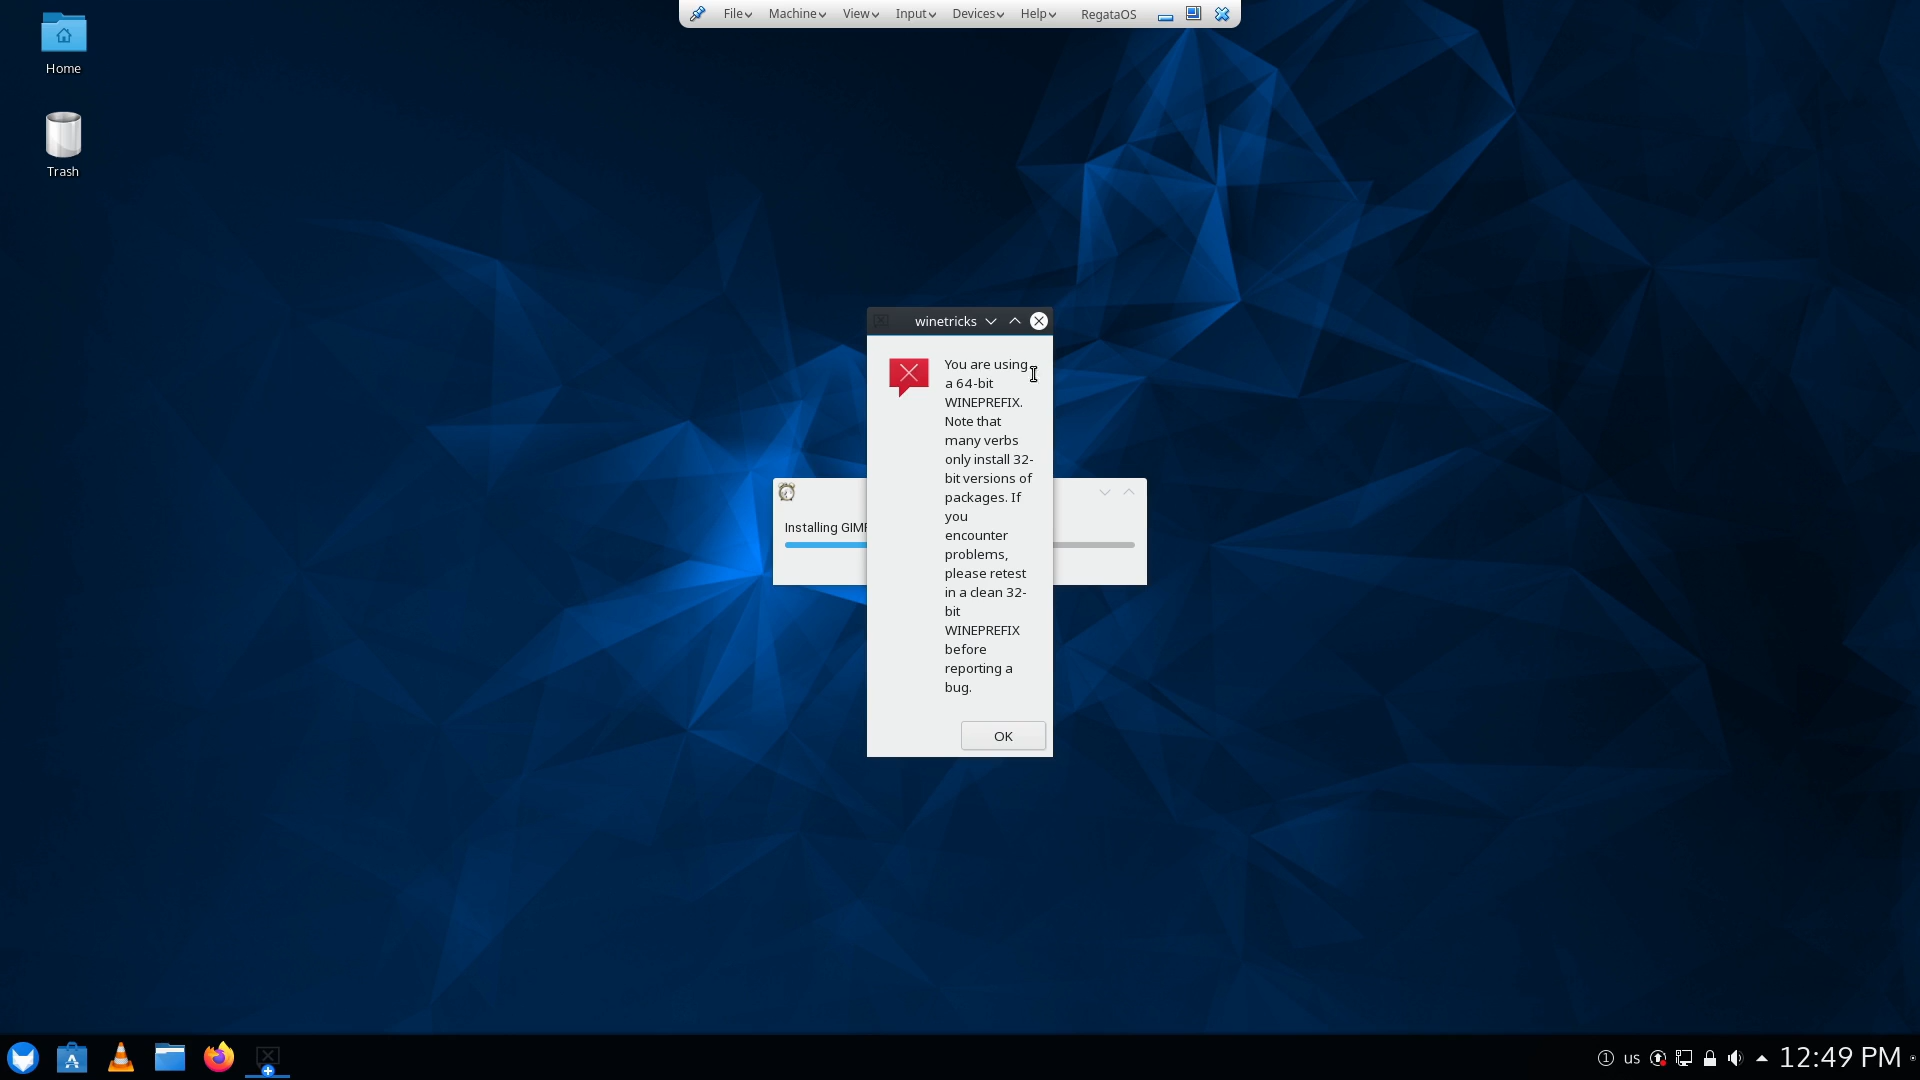 File Machine View Input Devices Help RegataOS
Home
Trash
winetricks
You are using
a 64-bit
WINEPREFIX.
Note that
many verbs
only install 32-
bit versions of
packages. If
you
encounter
problems,
please retest
in a clean 32-
bit
WINEPREFIX
before
reporting a
bug.
OK
Installing GIM
us 12:49 PM